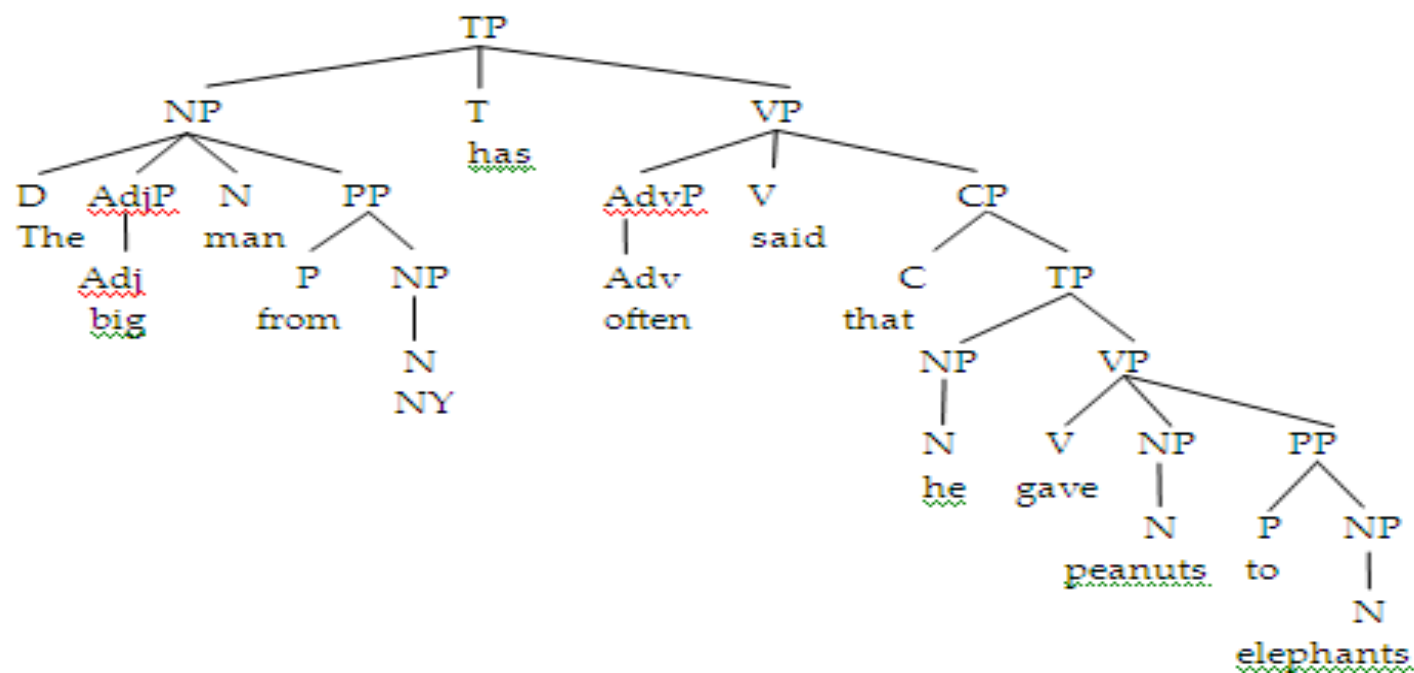 TP
NP T VP
has
D AdjP N PP AdvP V CP
The man said
Adj P NP Adv C TP
big from often that
N NP VP
NY
N V NP PP
he gave
N P NP
peanuts to
N
elephants